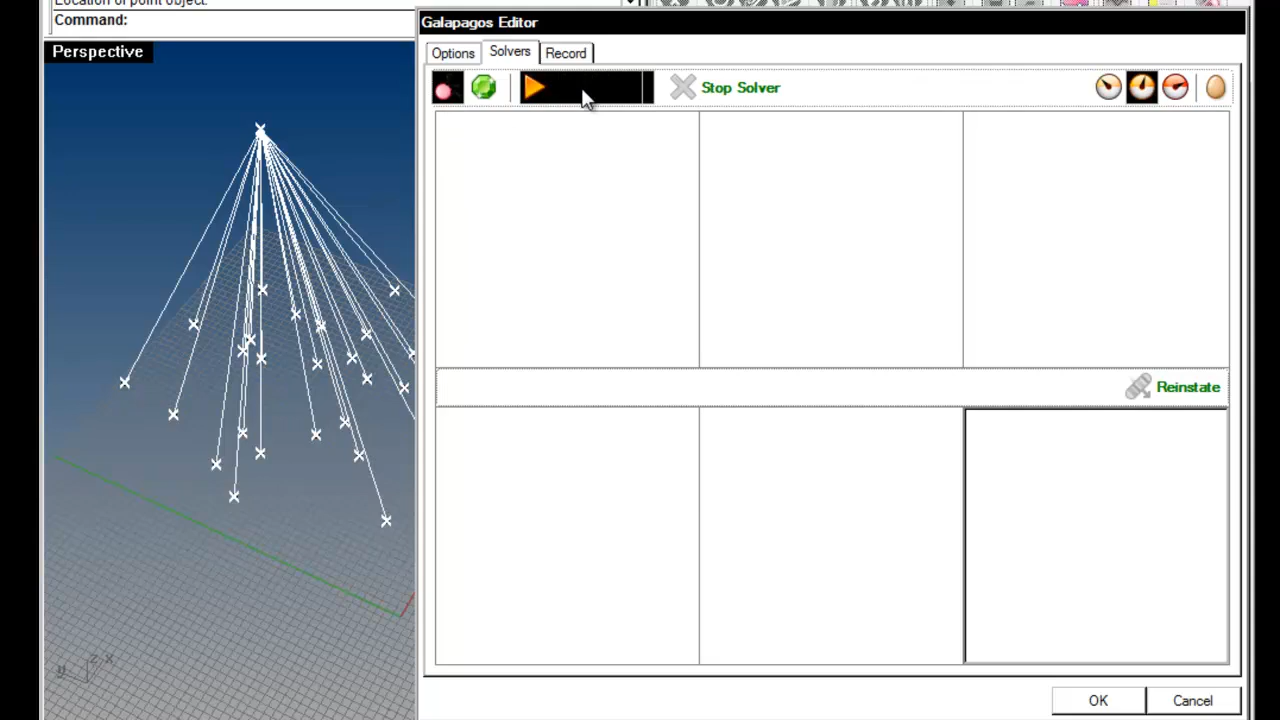 Location of point object.
Command:
Galapagos Editor
Perspective
Options
Solvers
Record
Stop Solver
Reinstate
z x
y
OK
Cancel